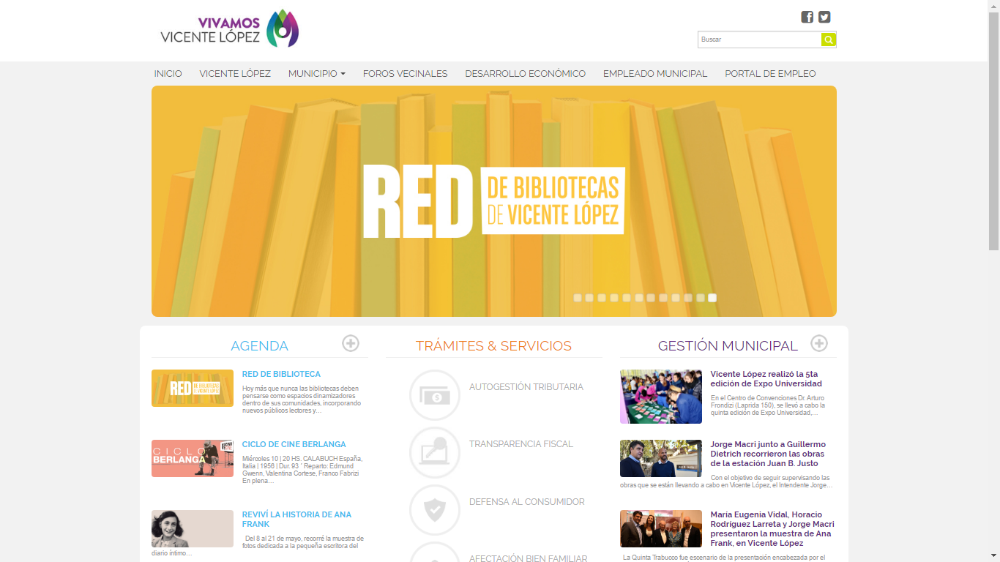 VIVAMOS
VICENTE LÓPEZ
Buscar
INICIO VICENTE LÓPEZ MUNICIPIO FOROS VECINALES DESARROLLO ECONÓMICO EMPLEADO MUNICIPAL PORTAL DE EMPLEO
RED DE BIBLIOTECAS
DE VICENTE LÓPEZ
AGENDA
RED DE BIBLIOTECAS
DE VICENTE LÓPEZ
RED DE BIBLIOTECA
Hoy más que nunca las bibliotecas deben
pensarse como espacios dinamizadores
dentro de sus comunidades, incorporando
nuevos públicos lectores y…
CICLO
BERLANGA
CICLO DE CINE BERLANGA
Miércoles 10 | 20 HS. CALABUCH España,
Italia | 1956 | Dur. 93 ´ Reparto: Edmund
Gwenn, Valentina Cortese, Franco Fabrizi
En plena…
REVIVÍ LA HISTORIA DE ANA
FRANK
Del 8 al 21 de mayo, recorré la muestra de
fotos dedicada a la pequeña escritora del
diario íntimo…
TRÁMITES & SERVICIOS
AUTOGESTIÓN TRIBUTARIA
TRANSPARENCIA FISCAL
DEFENSA AL CONSUMIDOR
AFECTACIÓN BIEN FAMILIAR
GESTIÓN MUNICIPAL
Vicente López realizó la 5ta
edición de Expo Universidad
En el Centro de Convenciones Dr. Arturo
Frondizi (Laprida 150), se llevó a cabo la
quinta edición de Expo Universidad,…
Jorge Macri junto a Guillermo
Dietrich recorrieron las obras
de la estación Juan B. Justo
Con el objetivo de seguir supervisando las
obras que se están llevando a cabo en Vicente López, el Intendente Jorge…
María Eugenia Vidal, Horacio
Rodríguez Larreta y Jorge Macri
presentaron la muestra de Ana
Frank, en Vicente López
La Quinta Trabucco fue escenario de la presentación encabezada por el